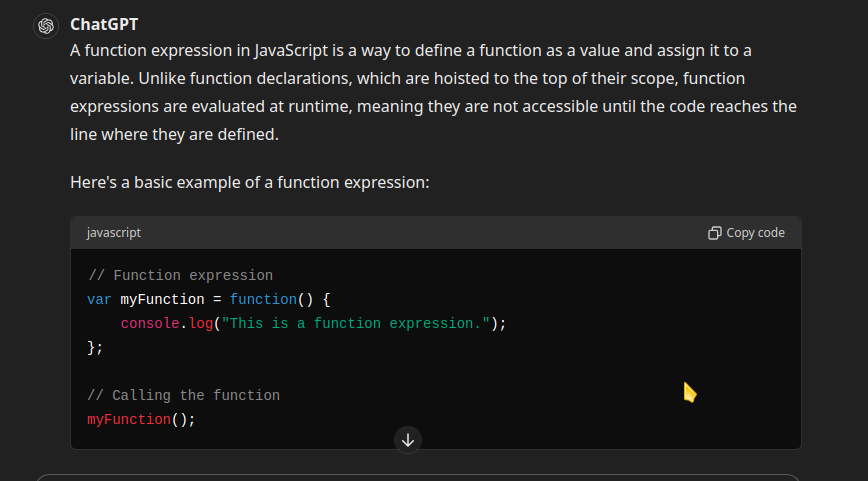 ChatGPT
A function expression in JavaScript is a way to define a function as a value and assign it to a
variable. Unlike function declarations, which are hoisted to the top of their scope, function
expressions are evaluated at runtime, meaning they are not accessible until the code reaches the
line where they are defined.
Here's a basic example of a function expression:
javascript Copy code
// Function expression
var myFunction = function() {
    console.log("This is a function expression.");
};
// Calling the function
myFunction();